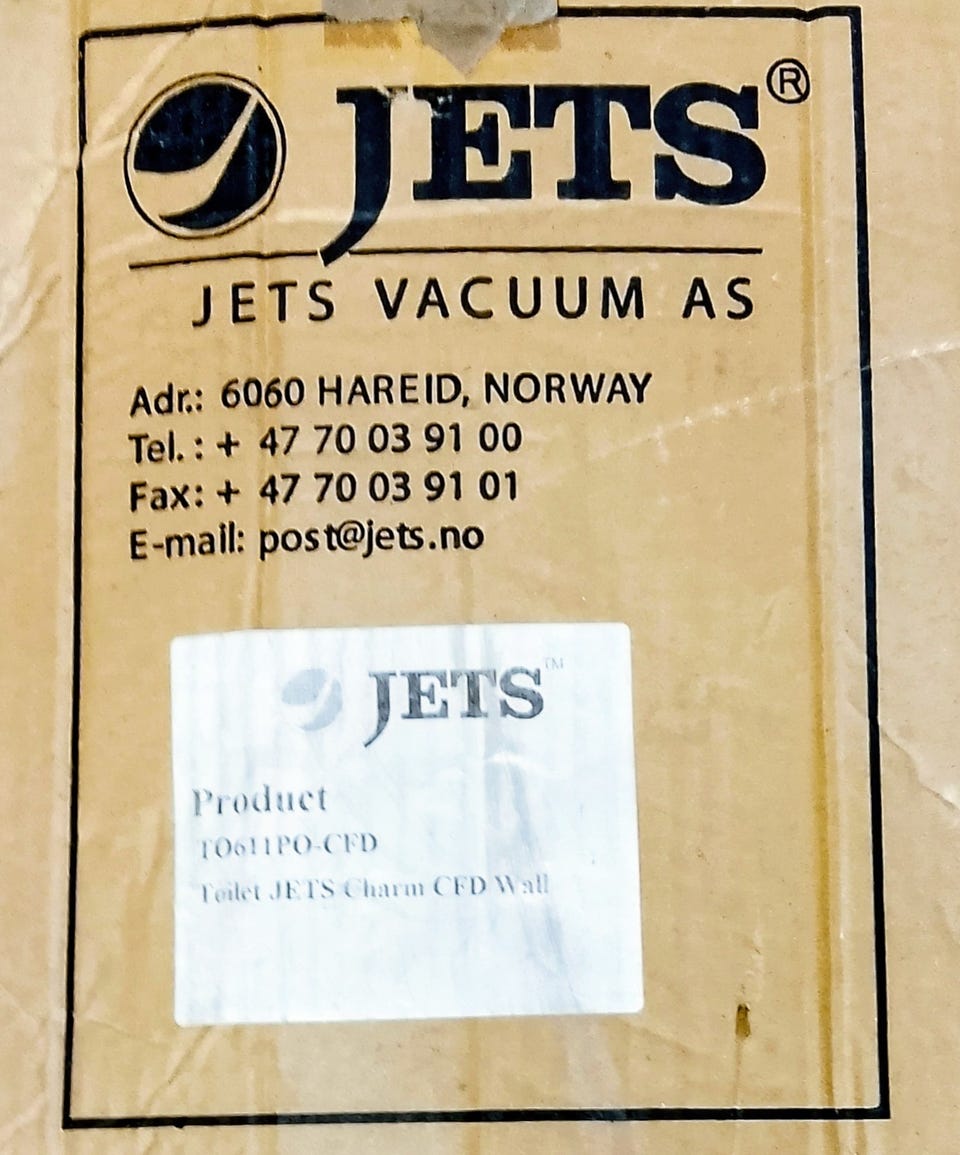 JETS®
JETS VACUUM AS
Adr.: 6060 HAREID, NORWAY
Tel. : + 47 70 03 91 00
Fax: + 47 70 03 91 01
E-mail: post@jets.no
JETS™
Product
TO611PO-CFD
Toilet JETS Charm CFD Wall